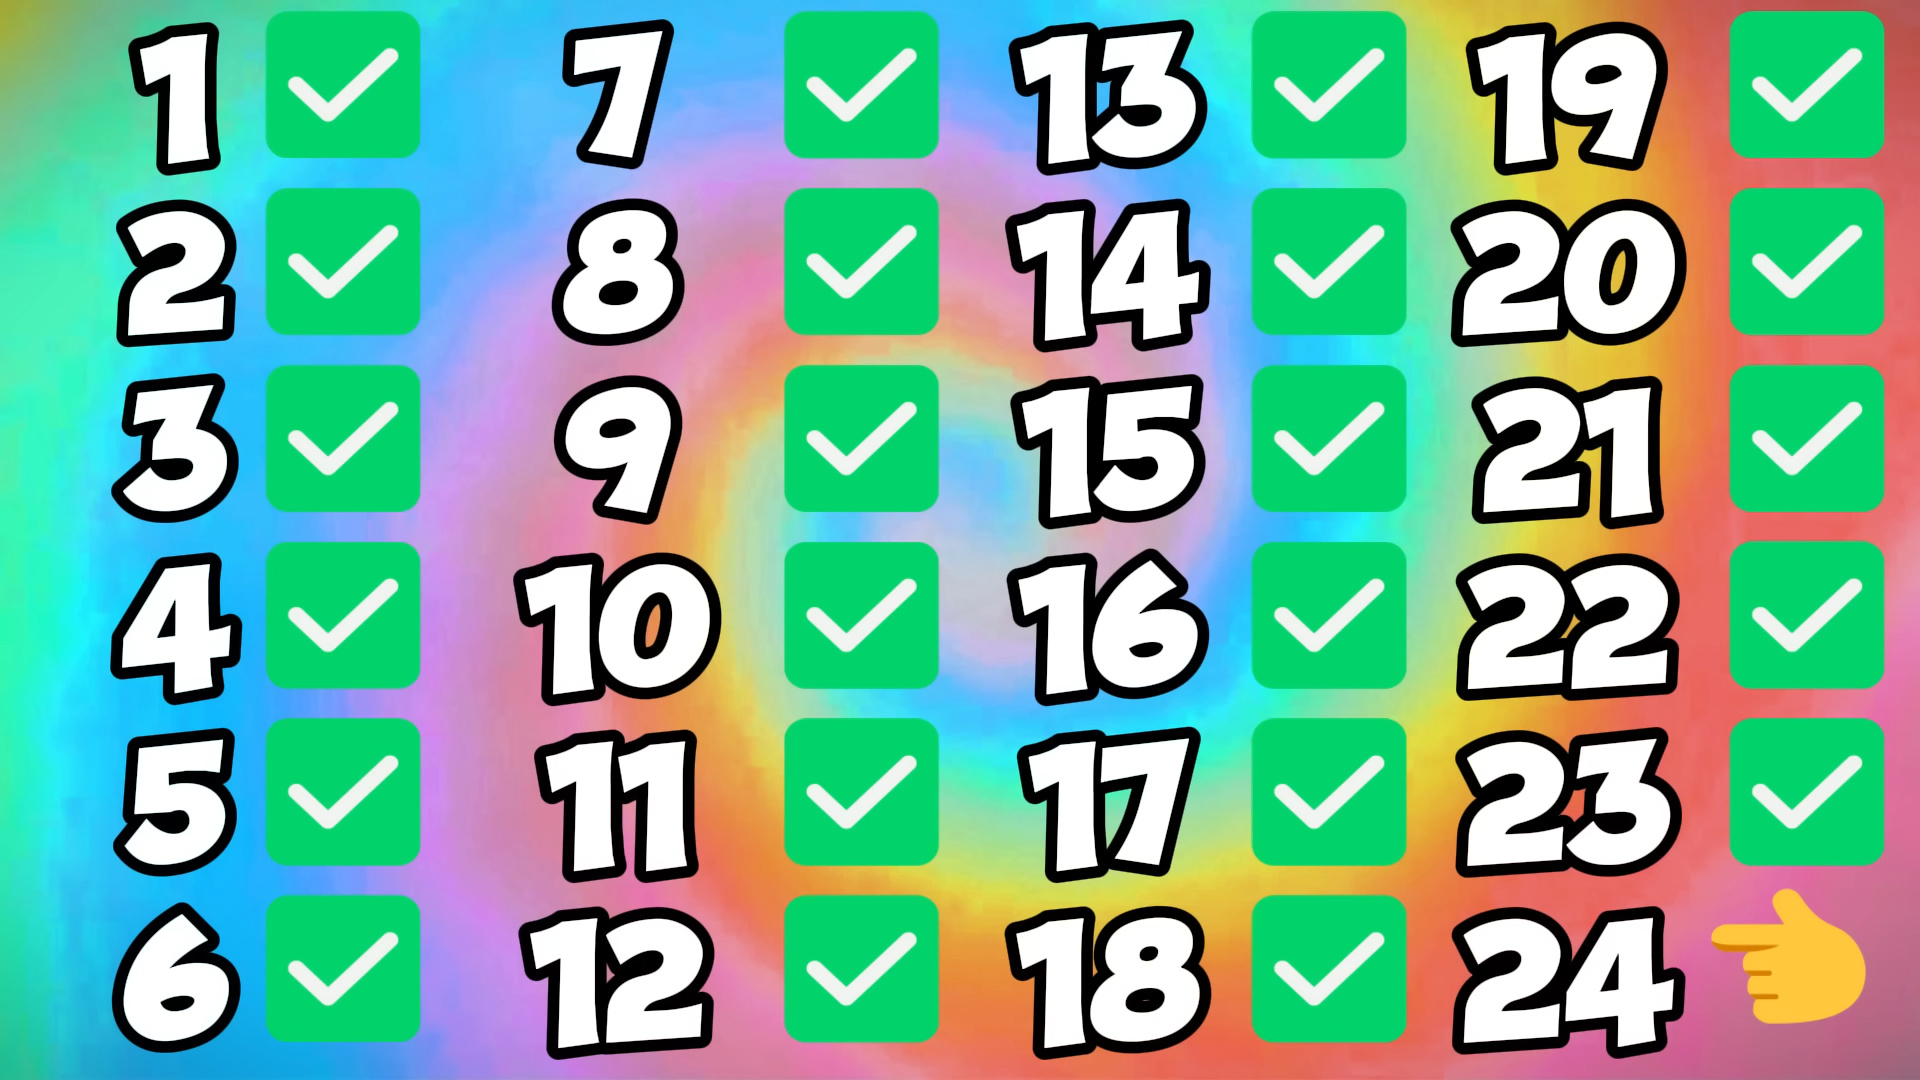 1 ✅ 7 ✅ 13 ✅ 19 ✅
2 ✅ 8 ✅ 14 ✅ 20 ✅
3 ✅ 9 ✅ 15 ✅ 21 ✅
4 ✅ 10 ✅ 16 ✅ 22 ✅
5 ✅ 11 ✅ 17 ✅ 23 ✅
6 ✅ 12 ✅ 18 ✅ 24 👈